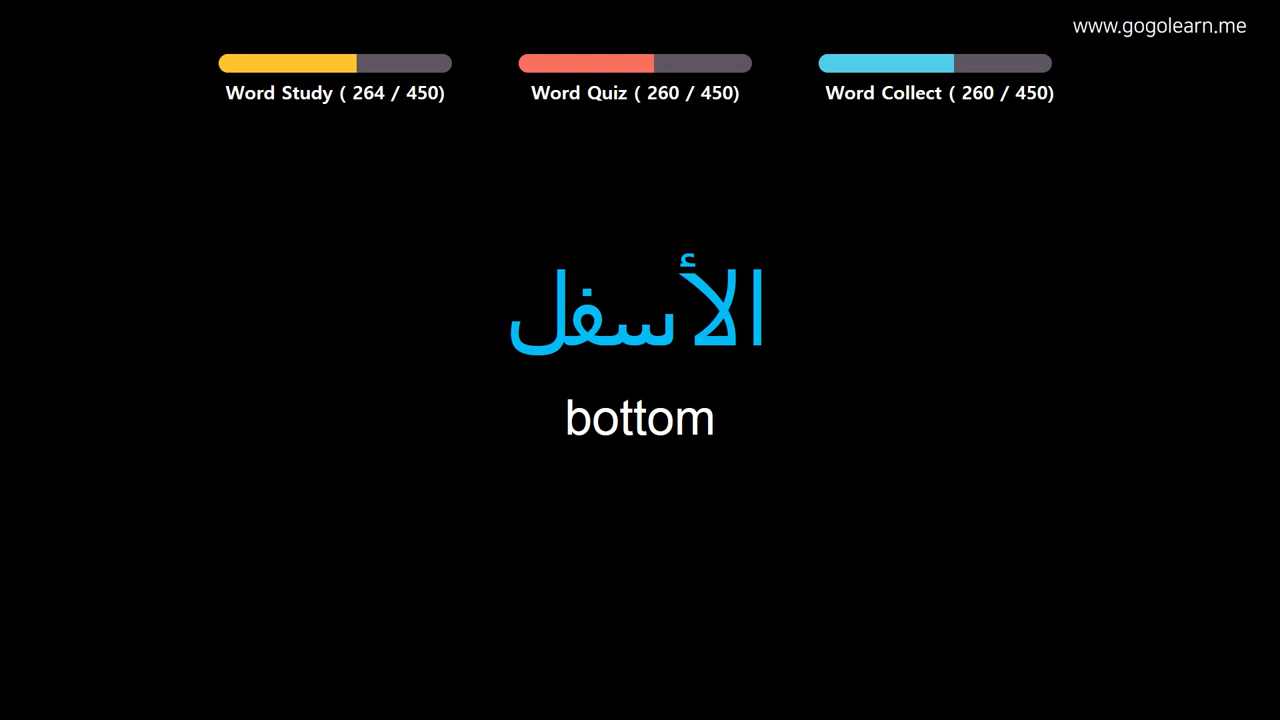 www.gogolearn.me
Word Study ( 264 / 450)
Word Quiz ( 260 / 450)
Word Collect ( 260 / 450)
الأسفل
bottom